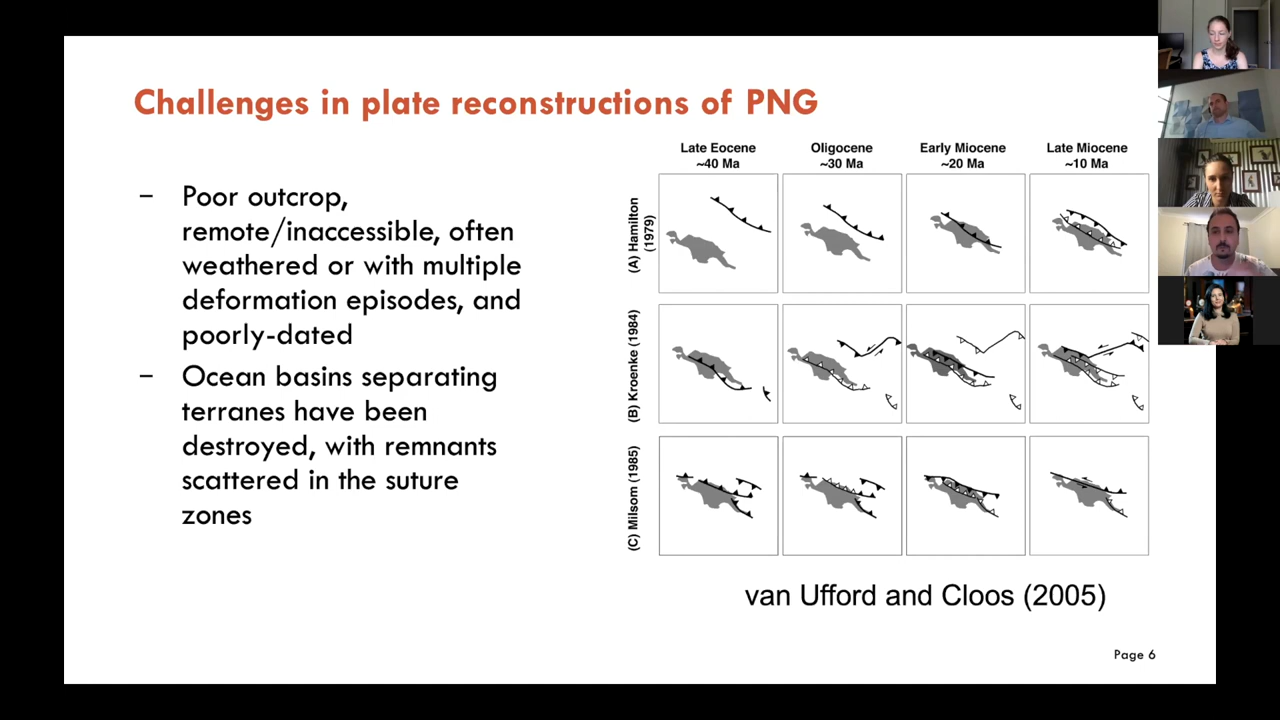 Challenges in plate reconstructions of PNG
– Poor outcrop,
remote/inaccessible, often
weathered or with multiple
deformation episodes, and
poorly-dated
– Ocean basins separating
terranes have been
destroyed, with remnants
scattered in the suture
zones
Late Eocene
~40 Ma
Oligocene
~30 Ma
Early Miocene
~20 Ma
Late Miocene
~10 Ma
(A) Hamilton
(1979)
(B) Kroenke (1984)
(C) Milsom (1985)
van Ufford and Cloos (2005)
Page 6